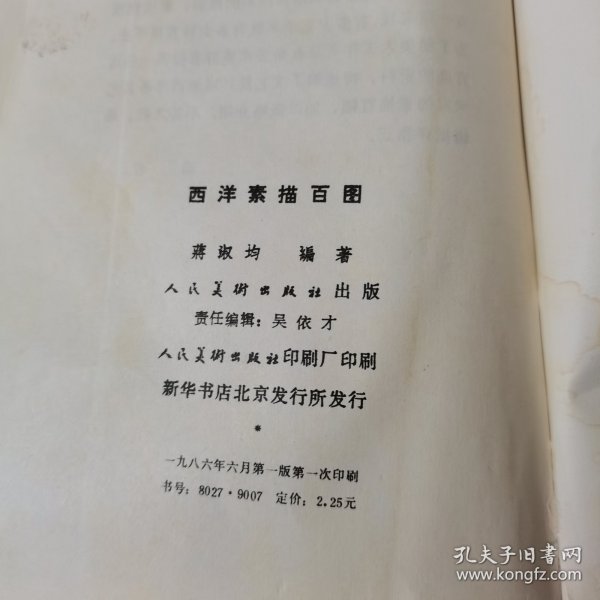 西洋素描百图
蒋淑均 编著
人民美術出版社出版
责任编辑：吴依才
人民美術出版社印刷厂印刷
新华书店北京发行所发行
*
一九八六年六月第一版第一次印刷
书号：8027·9007 定价：2.25元
孔夫子旧书网
www.kongfz.com